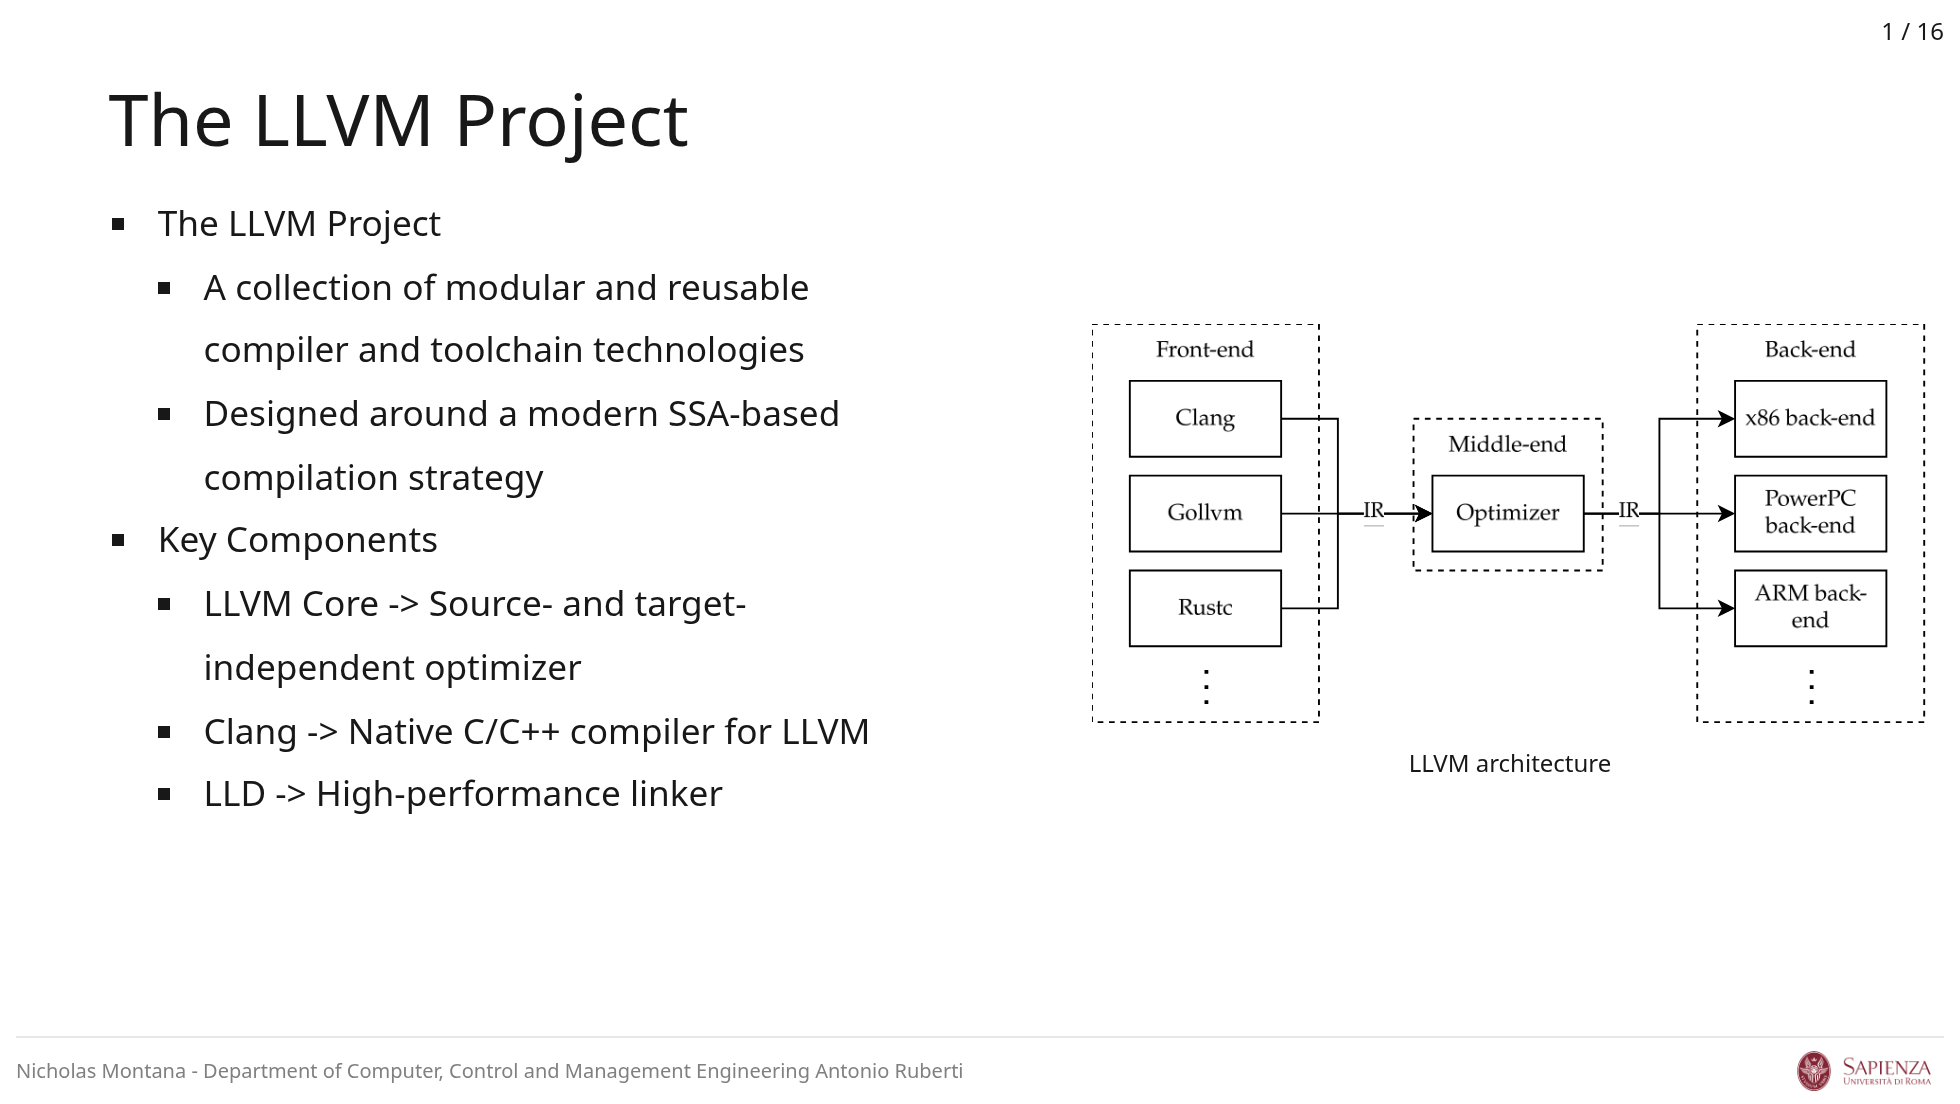 1 / 16
The LLVM Project
▪ The LLVM Project
▪ A collection of modular and reusable
compiler and toolchain technologies
▪ Designed around a modern SSA-based
compilation strategy
▪ Key Components
▪ LLVM Core -> Source- and target-
independent optimizer
▪ Clang -> Native C/C++ compiler for LLVM
▪ LLD -> High-performance linker
Front-end
Clang
Gollvm
Rustc
IR
Middle-end
Optimizer
IR
Back-end
x86 back-end
PowerPC
back-end
ARM back-
end
LLVM architecture
Nicholas Montana - Department of Computer, Control and Management Engineering Antonio Ruberti
SAPIENZA
UNIVERSITÀ DI ROMA